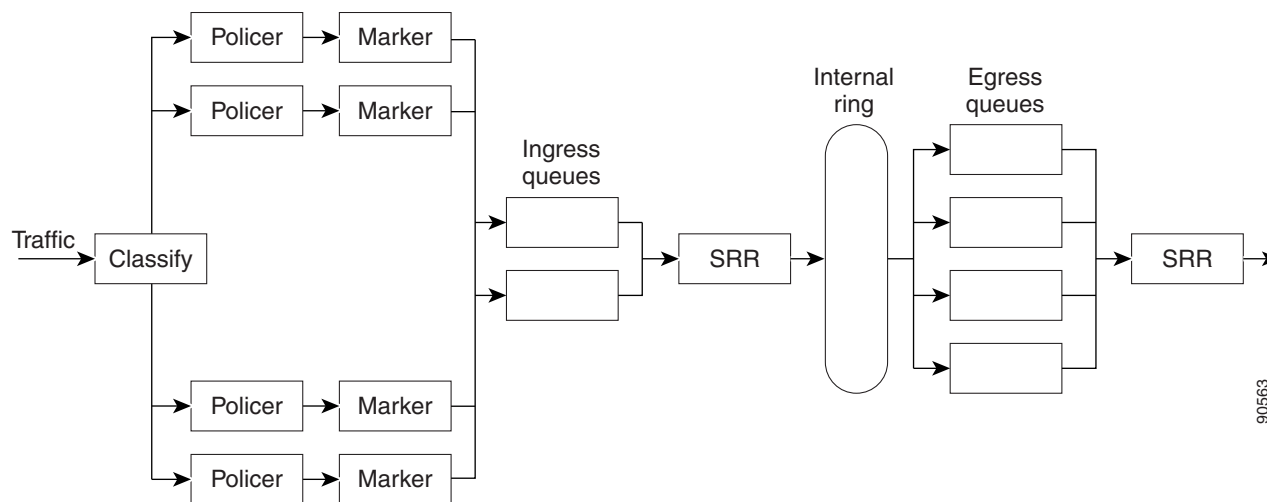 Policer
Marker
Policer
Marker
Internal
ring
Egress
queues
Ingress
queues
Traffic
Classify
SRR
SRR
Policer
Marker
Policer
Marker
90563